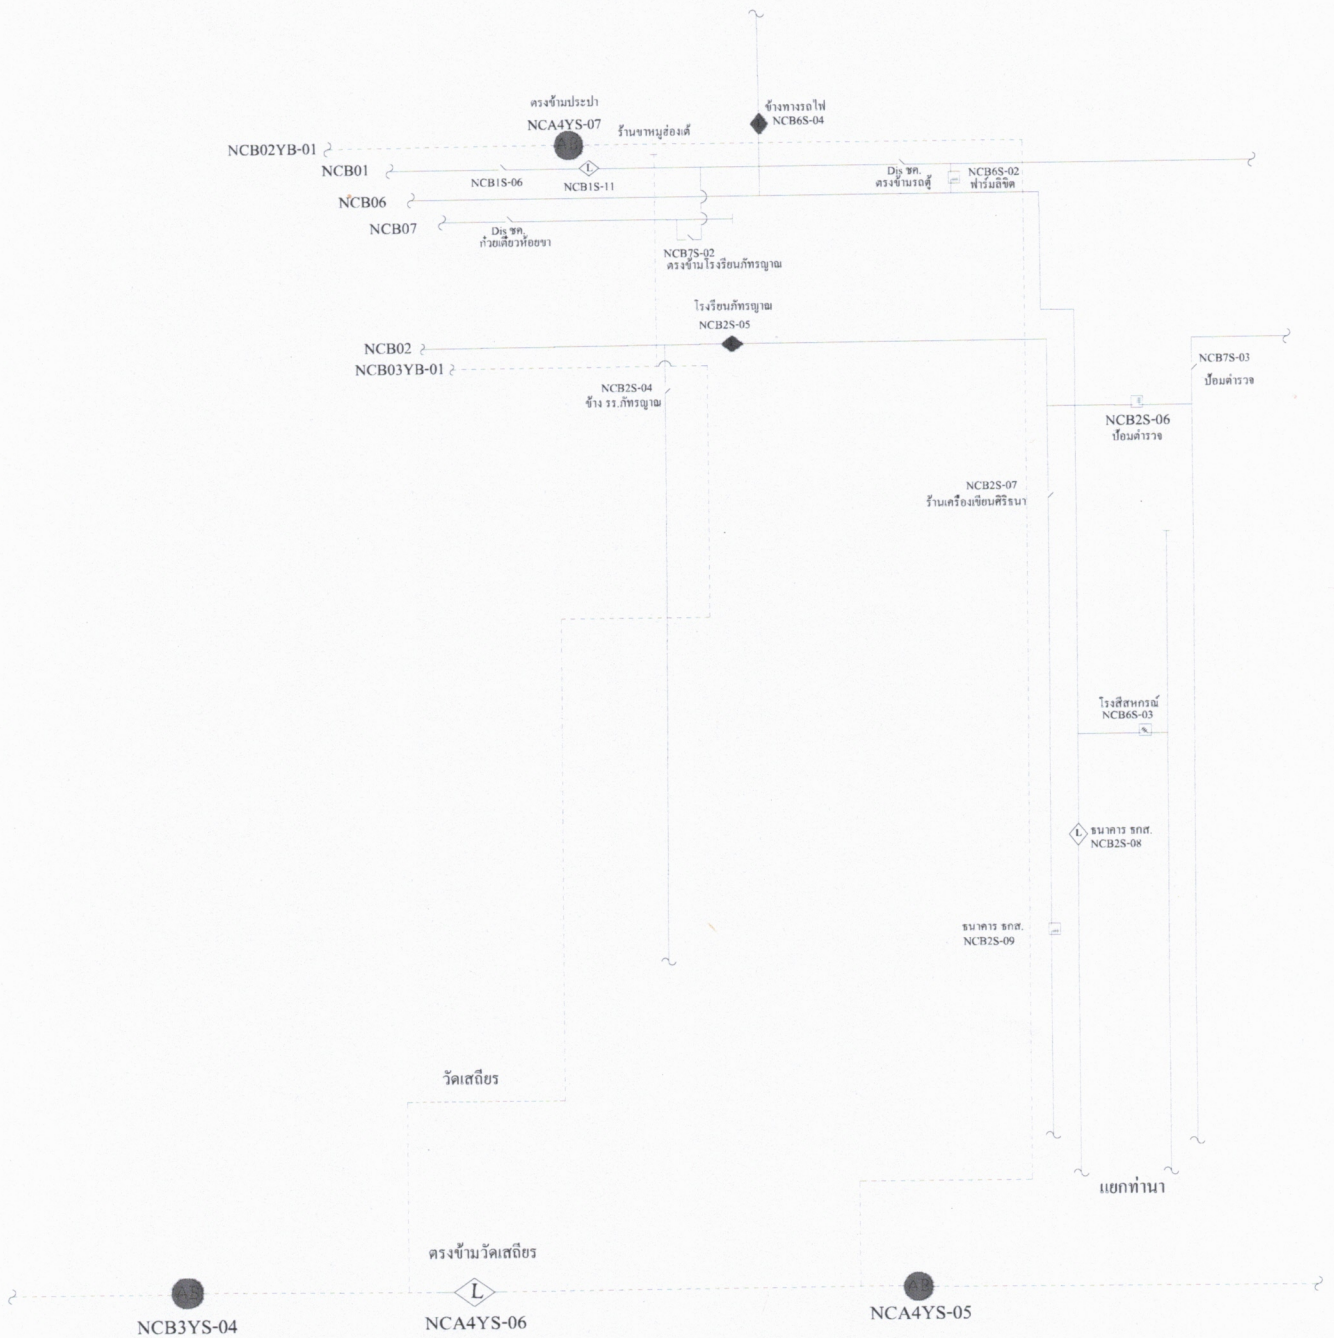 ตรงข้ามประปา
NCA4YS-07
AB
ร้านขาหมูฮ่องเต้
ข้างทางรถไฟ
NCB6S-04
NCB02YB-01
NCB01
NCB1S-06
L
NCB1S-11
Dis ชค.
ตรงข้ามรถตู้
NCB6S-02
ฟาร์มลิขิต
NCB06
NCB07
Dis ชค.
ก๋วยเตี๋ยวห้อยขา
NCB7S-02
ตรงข้ามโรงเรียนภัทรญาณ
โรงเรียนภัทรญาณ
NCB2S-05
NCB02
NCB03YB-01
NCB2S-04
ข้าง รร.ภัทรญาณ
NCB7S-03
ป้อมตำรวจ
NCB2S-06
ป้อมตำรวจ
NCB2S-07
ร้านเครื่องเขียนศิริธนา
โรงสีสหกรณ์
NCB6S-03
L
ธนาคาร ธกส.
NCB2S-08
ธนาคาร ธกส.
NCB2S-09
วัดเสถียร
แยกท่านา
ตรงข้ามวัดเสถียร
AB
L
AB
NCB3YS-04
NCA4YS-06
NCA4YS-05